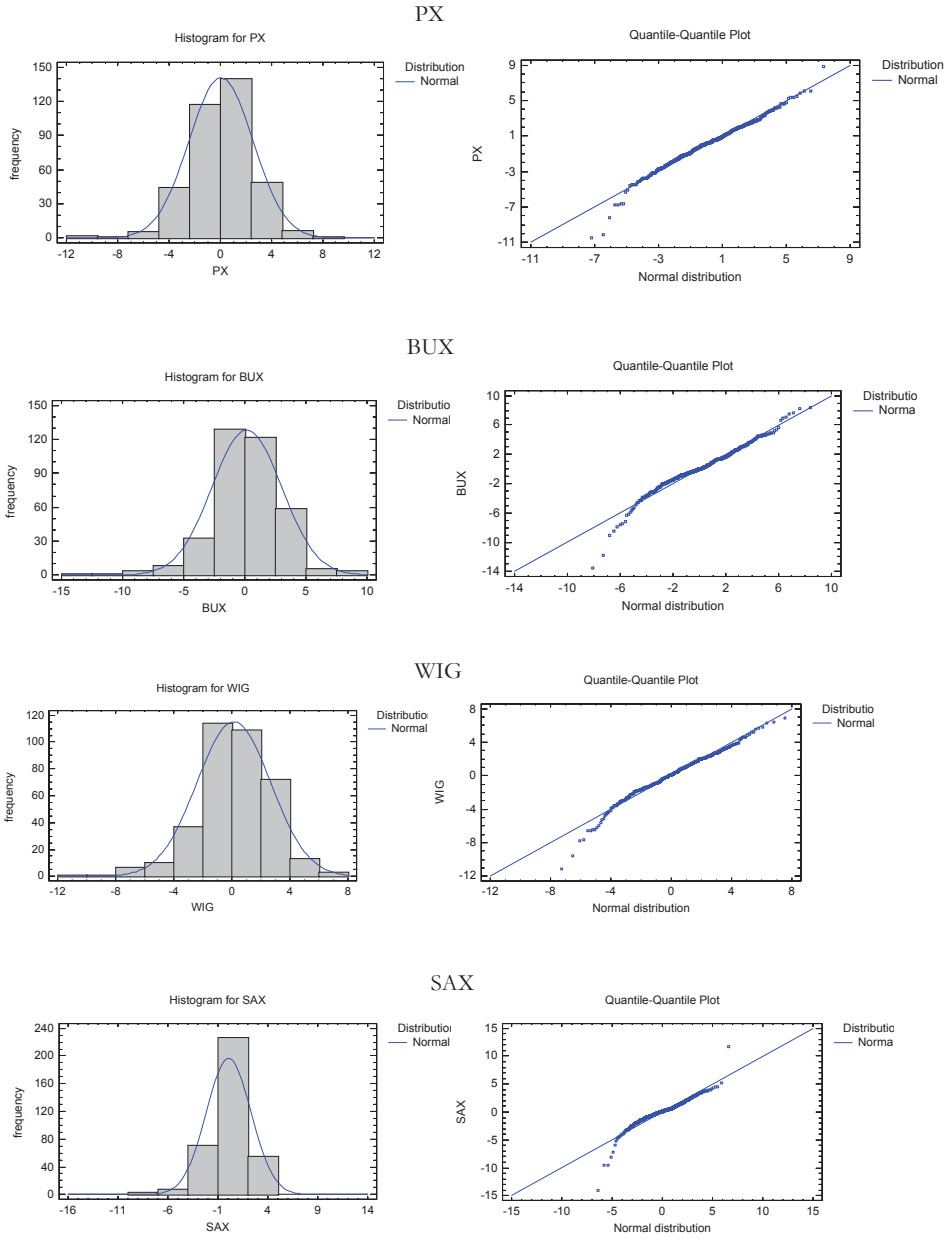 PX
Histogram for PX
Distribution
Normal
frequency
150
120
90
60
30
0
-12 -8 -4 0 4 8 12
PX
Quantile-Quantile Plot
Distribution
Normal
PX
9
5
1
-3
-7
-11
-11 -7 -3 1 5 9
Normal distribution
BUX
Histogram for BUX
Distributio
Normal
frequency
150
120
90
60
30
0
-15 -10 -5 0 5 10
BUX
Quantile-Quantile Plot
Distributio
Norma
BUX
10
6
2
-2
-6
-10
-14
-14 -10 -6 -2 2 6 10
Normal distribution
WIG
Histogram for WIG
Distributio
Normal
frequency
120
100
80
60
40
20
0
-12 -8 -4 0 4 8
WIG
Quantile-Quantile Plot
Distributio
Normal
WIG
8
4
0
-4
-8
-12
-12 -8 -4 0 4 8
Normal distribution
SAX
Histogram for SAX
Distributi
Normal
frequency
240
200
160
120
80
40
0
-16 -11 -6 -1 4 9 14
SAX
Quantile-Quantile Plot
Distributio
Norma
SAX
15
10
5
0
-5
-10
-15
-15 -10 -5 0 5 10 15
Normal distribution